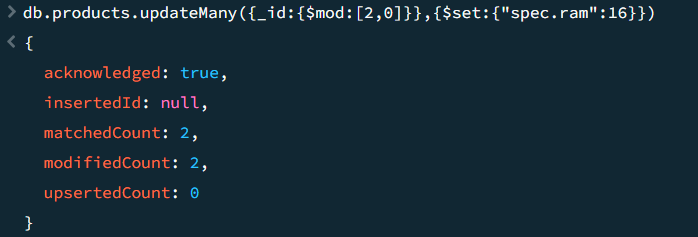 > db.products.updateMany({_id:{$mod:[2,0]}},{$set:{"spec.ram":16}})
< {
acknowledged: true,
insertedId: null,
matchedCount: 2,
modifiedCount: 2,
upsertedCount: 0
}